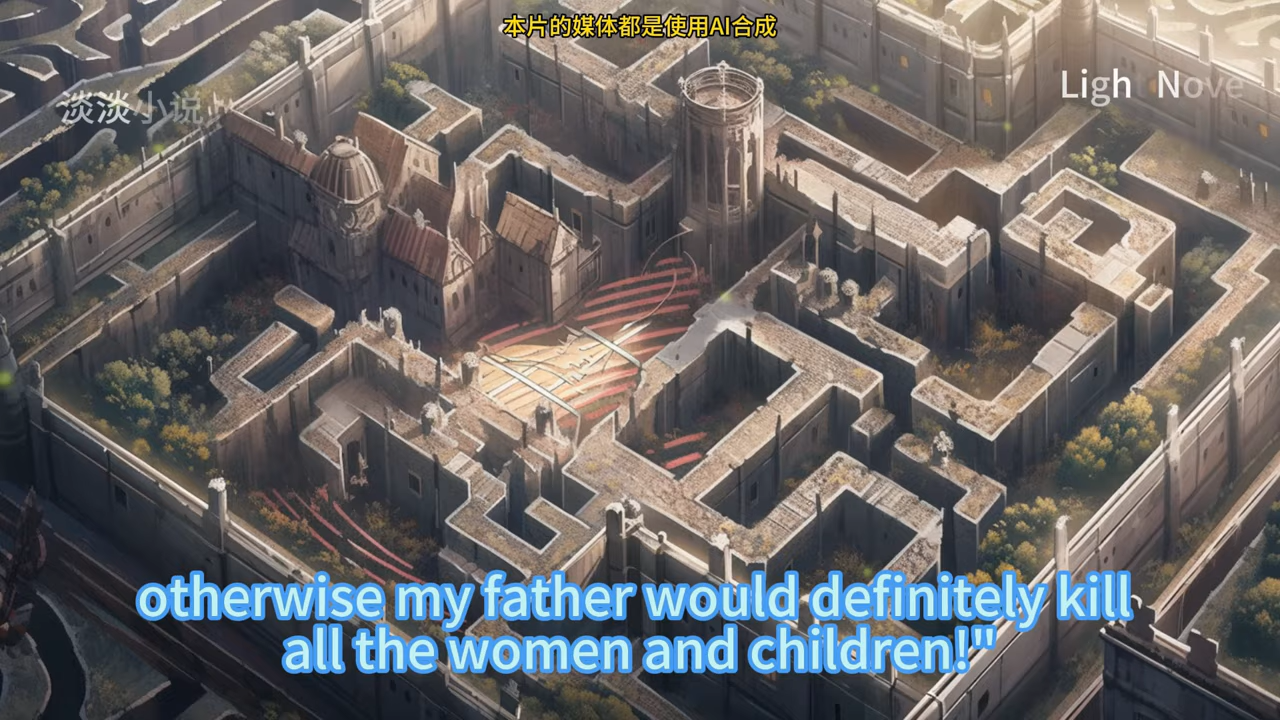 本片的媒体都是使用AI合成
淡淡小说
Ligh Nove
otherwise my father would definitely kill
all the women and children!"